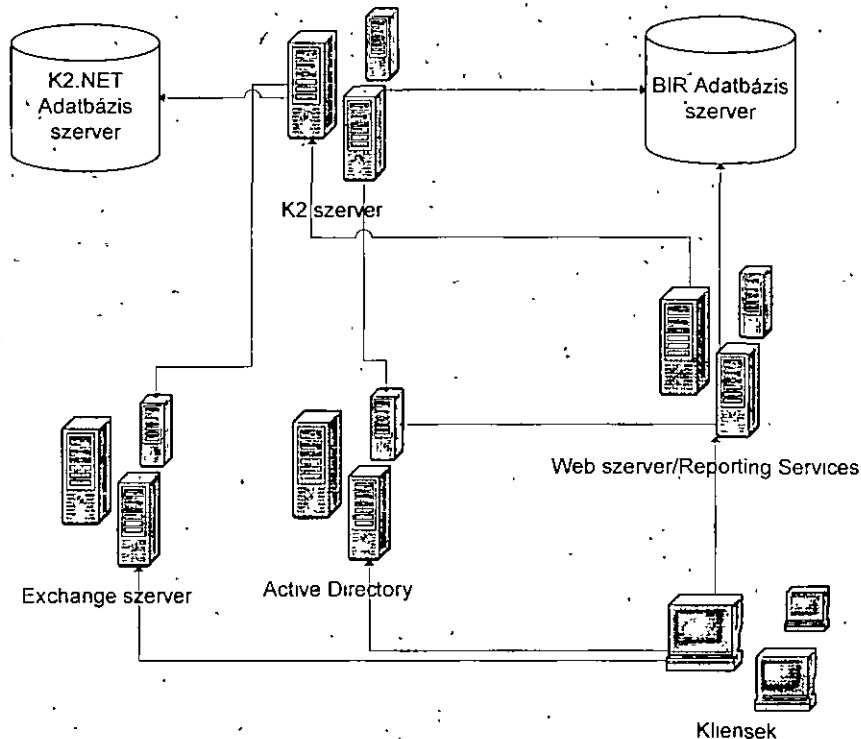 K2.NET
Adatbázis
szerver
BIR Adatbázis
szerver
K2 szerver
Web szerver/Reporting Services
Exchange szerver
Active Directory
Kliensek